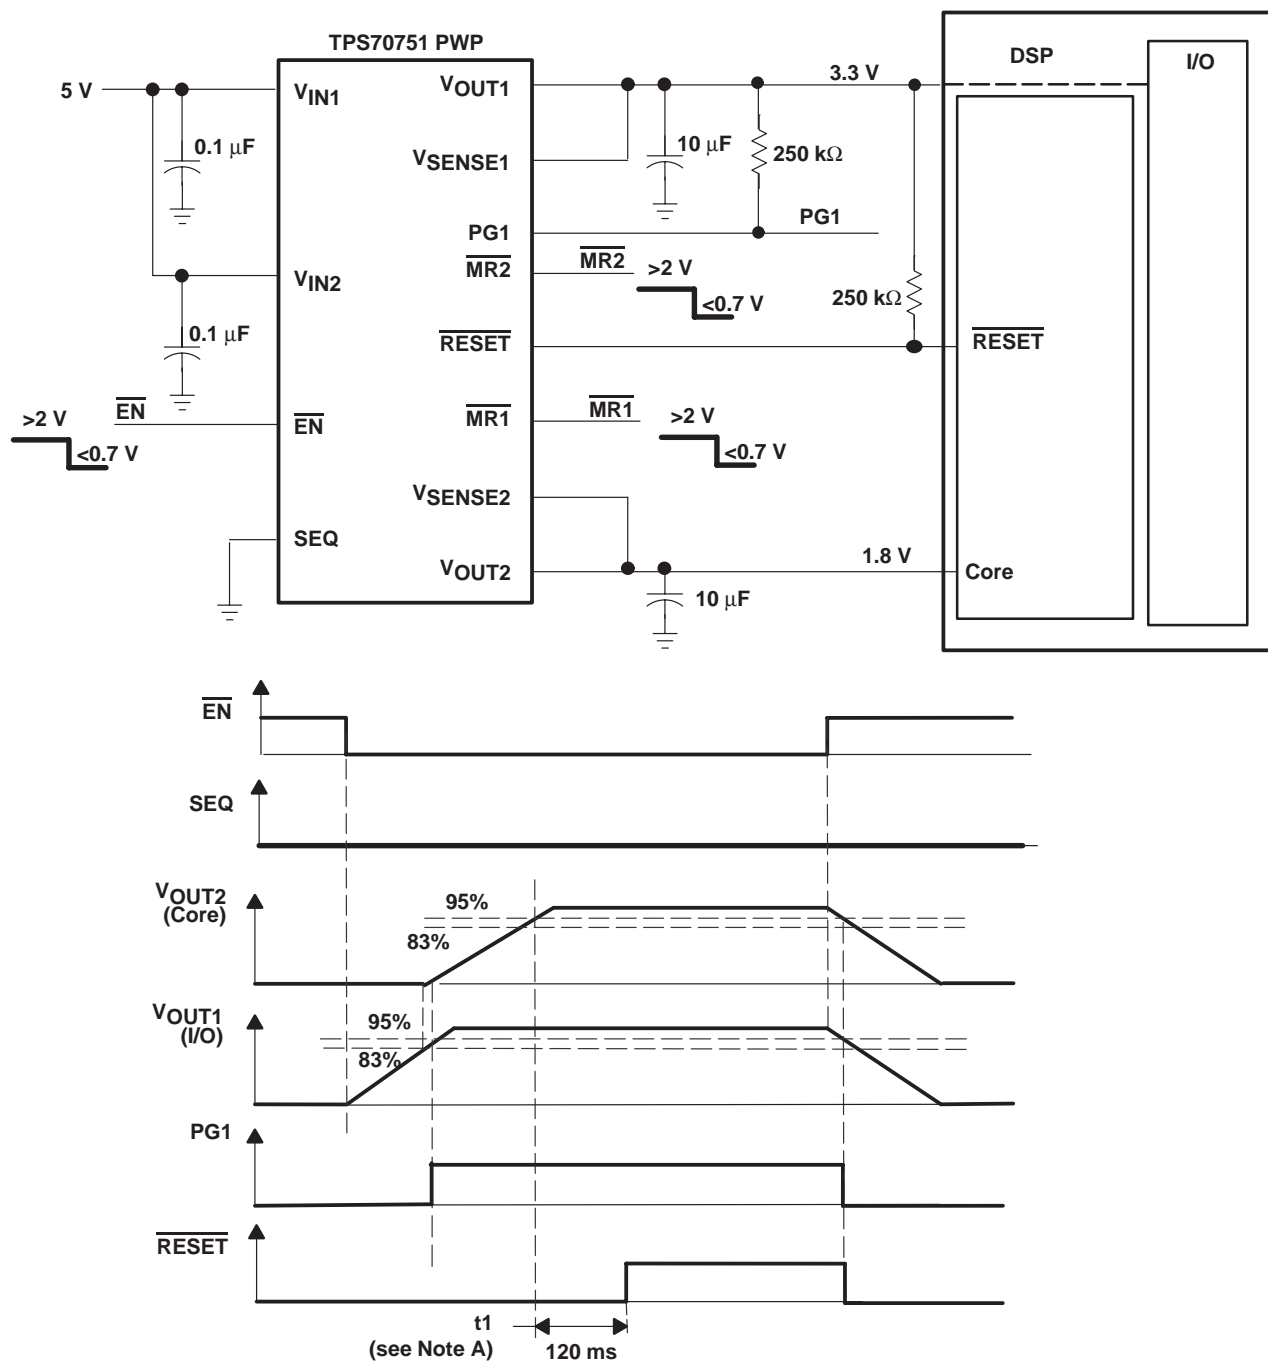 TPS70751 PWP
5 V
VIN1
0.1 μF
VIN2
0.1 μF
>2 V
<0.7 V
EN
EN
SEQ
VOUT1
VSENSE1
PG1
MR2
RESET
MR1
VSENSE2
VOUT2
3.3 V
10 μF
250 kΩ
PG1
MR2
>2 V
<0.7 V
250 kΩ
MR1
>2 V
<0.7 V
1.8 V
10 μF
DSP
I/O
RESET
Core
EN
SEQ
VOUT2
(Core)
95%
83%
VOUT1
(I/O)
95%
83%
PG1
RESET
t1
(see Note A)
120 ms